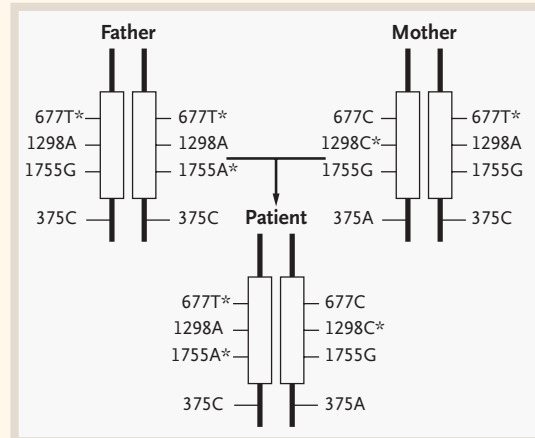 Father Mother
677T* 677T* 677C 677T*
1298A 1298A 1298C* 1298A
1755G 1755A* 1755G 1755G
375C 375C 375A 375C
Patient
677T* 677C
1298A 1298C*
1755A* 1755G
375C 375A